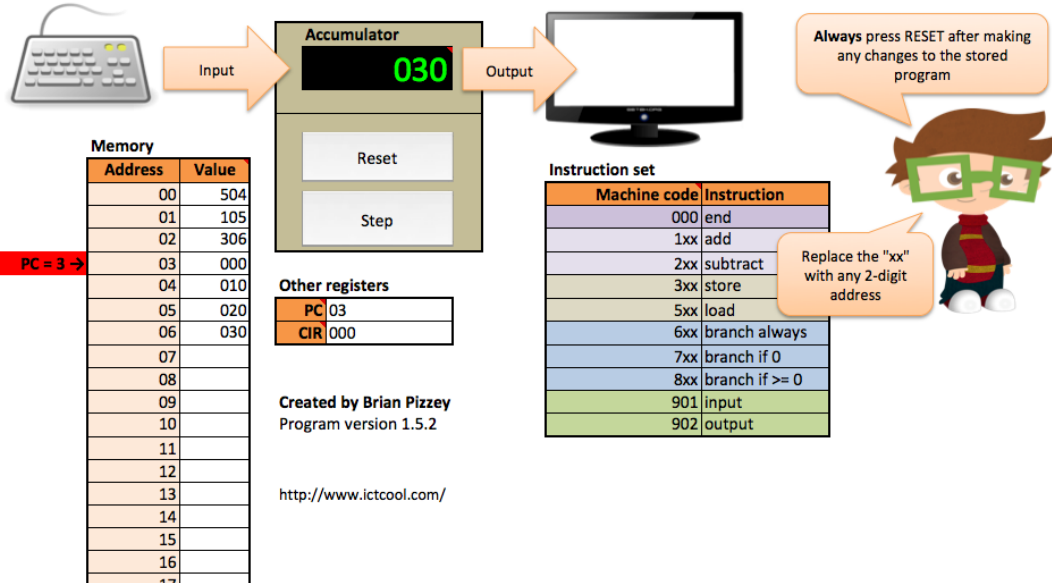 Accumulator
030
Input
Output
Always press RESET after making
any changes to the stored
program
Reset
Step
Memory
Address Value
00 504
01 105
02 306
PC = 3 → 03 000
04 010
05 020
06 030
07
08
09
10
11
12
13
14
15
16
17
Other registers
PC 03
CIR 000
Created by Brian Pizzey
Program version 1.5.2
http://www.ictcool.com/
Instruction set
Machine code Instruction
000 end
1xx add
2xx subtract
3xx store
5xx load
6xx branch always
7xx branch if 0
8xx branch if >= 0
901 input
902 output
Replace the "xx"
with any 2-digit
address